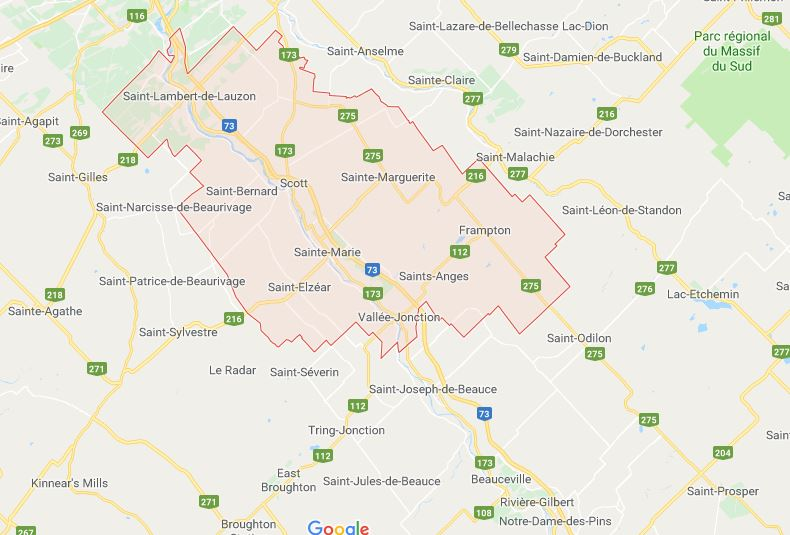 116
Saint-Lazare-de-Bellechasse
Lac-Dion
281
Parc régional
du Massif
du Sud
Saint-Anselme
173
279
Saint-Damien-de-Buckland
Sainte-Claire
Saint-Lambert-de-Lauzon
277
275
216
Saint-Agapit
73
269
273
Saint-Nazaire-de-Dorchester
173
275
218
Saint-Malachie
216
277
Saint-Gilles
Sainte-Marguerite
Scott
Saint-Bernard
Saint-Narcisse-de-Beaurivage
Saint-Léon-de-Standon
Frampton
Sainte-Marie
112
277
73
Saints-Anges
Saint-Patrice-de-Beaurivage
Saint-Elzéar
275
276
218
173
Lac-Etchemin
Sainte-Agathe
216
Vallée-Jonction
Saint-Sylvestre
Saint-Odilon
275
277
271
Le Radar
Saint-Séverin
Saint-Joseph-de-Beauce
112
73
275
Tring-Jonction
112
204
173
East
Broughton
Saint-Jules-de-Beauce
Beauceville
Kinnear's Mills
Saint-Prosper
271
Rivière-Gilbert
108
Notre-Dame-des-Pins
Broughton
Google
267